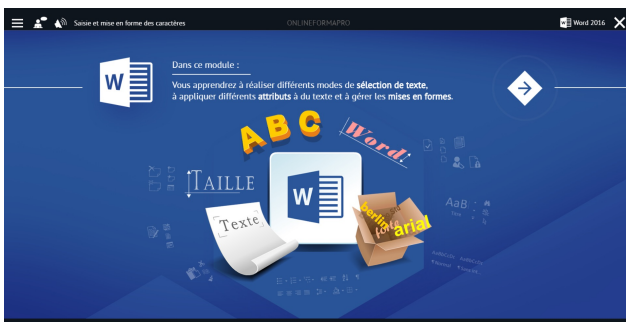 Saisie et mise en forme des caractères
ONLINEFORMAPRO
Word 2016
Dans ce module :
Vous apprendrez à réaliser différents modes de sélection de texte,
à appliquer différents attributs à du texte et à gérer les mises en formes.
W
A B C
Word
TAILLE
W
Texte
berlin
forte
arial
AaB